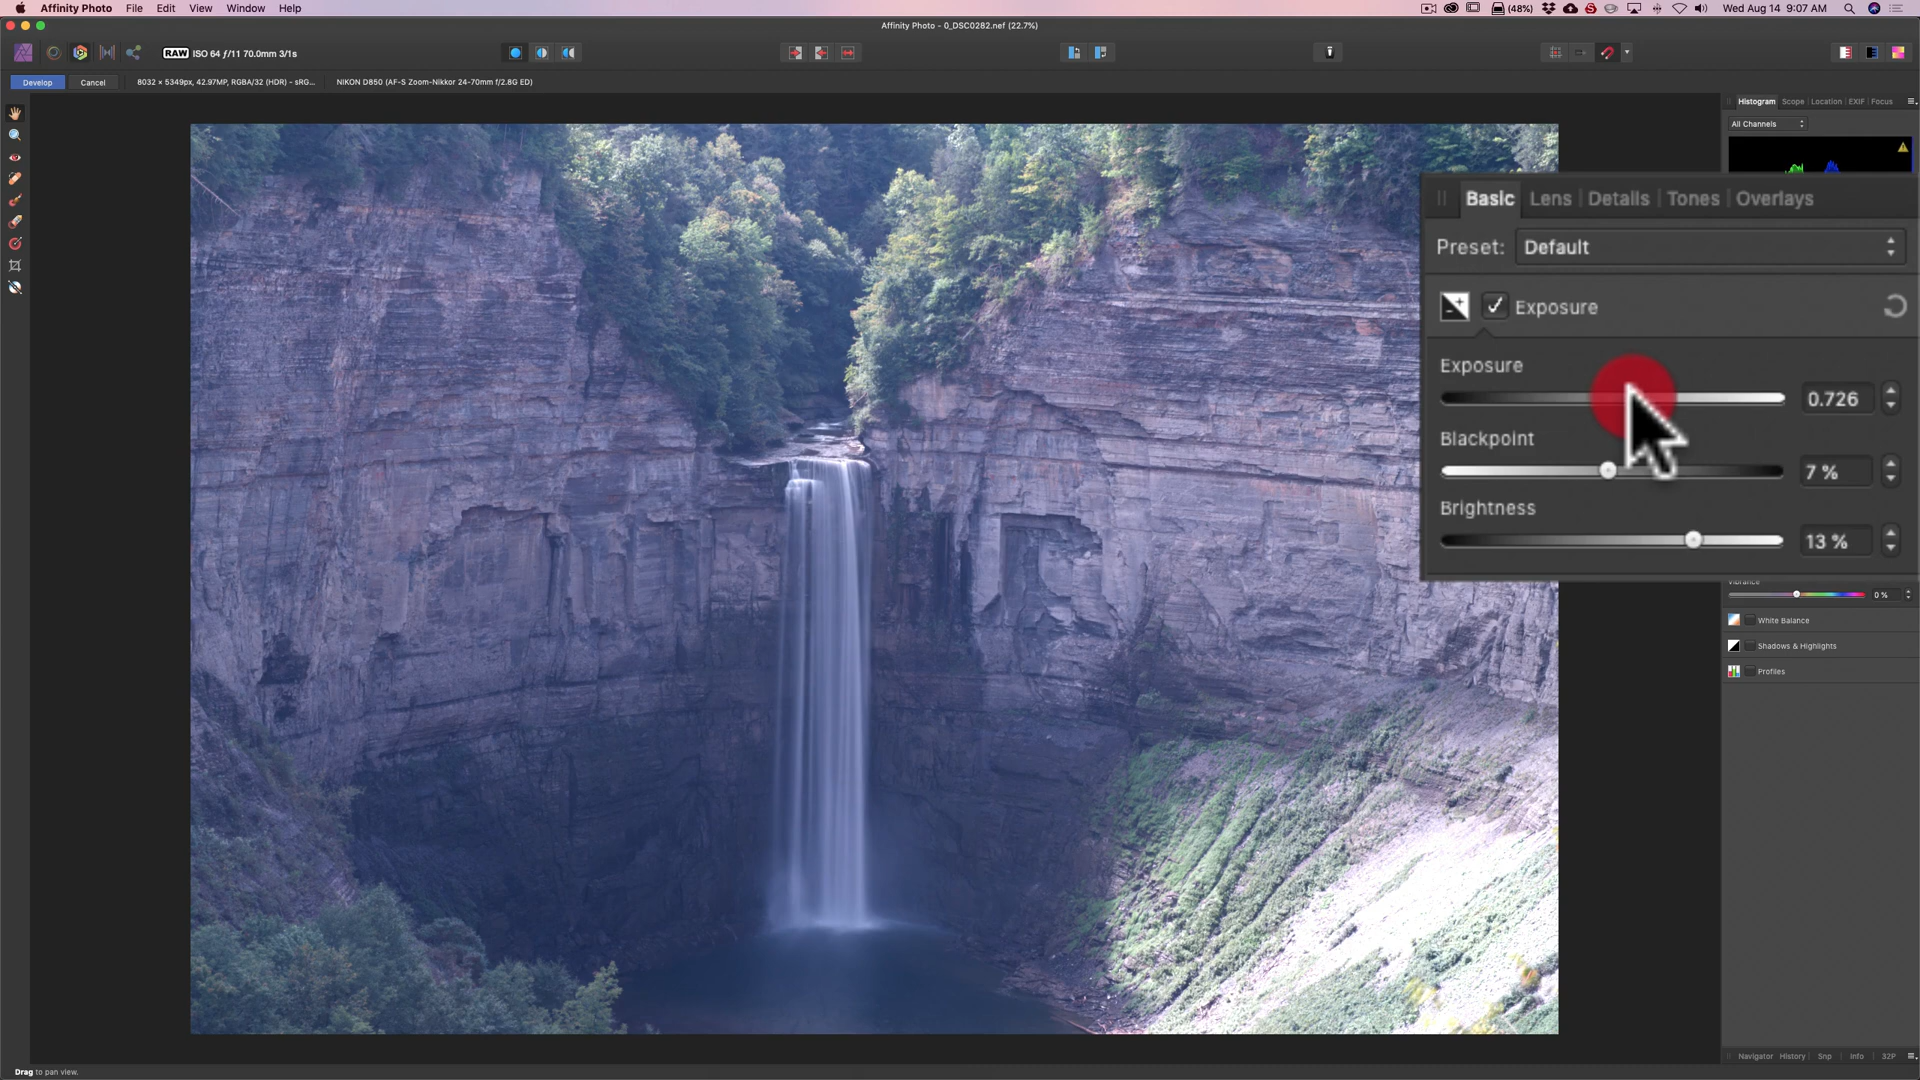 Affinity Photo File Edit View Window Help (48%) Wed Aug 14 9:07 AM
Affinity Photo - 0_DSC0282.nef (22.7%)
RAW ISO 64 ƒ/11 70.0mm 3/1s
Develop Cancel 8032 × 5349px, 42.97MP, RGBA/32 (HDR) - sRG... NIKON D850 (AF-S Zoom-Nikkor 24-70mm f/2.8G ED)
Histogram Scope Location EXIF Focus
All Channels
Basic Lens Details Tones Overlays
Preset: Default
Exposure
Exposure
0.726
Blackpoint
7 %
Brightness
13 %
Vibrance
0 %
White Balance
Shadows & Highlights
Profiles
Navigator History Snp Info 32P
Drag to pan view.